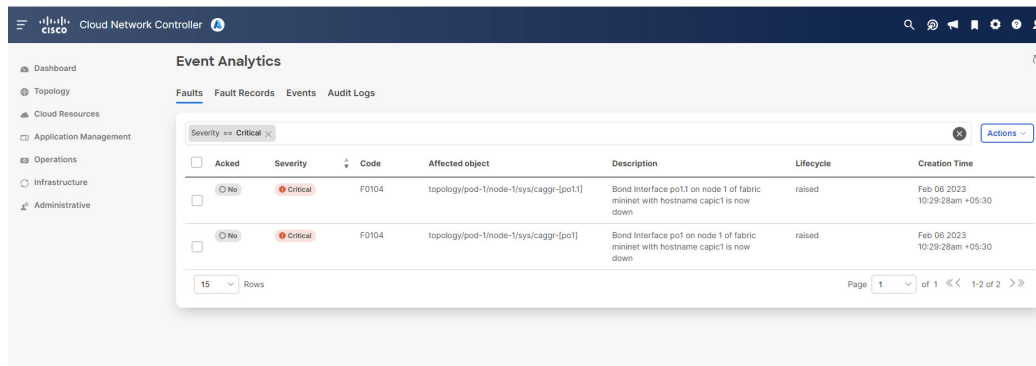 CISCO Cloud Network Controller
Dashboard
Topology
Cloud Resources
Application Management
Operations
Infrastructure
Administrative
Event Analytics
Faults Fault Records Events Audit Logs
Severity == Critical
Actions
Acked Severity Code Affected object Description Lifecycle Creation Time
No Critical F0104 topology/pod-1/node-1/sys/caggr-[po1.1] Bond Interface po1.1 on node 1 of fabric raised Feb 06 2023
mininet with hostname capic1 is now 10:29:28am +05:30
down
No Critical F0104 topology/pod-1/node-1/sys/caggr-[po1] Bond Interface po1 on node 1 of fabric raised Feb 06 2023
mininet with hostname capic1 is now 10:29:28am +05:30
down
15 Rows Page 1 of 1 1-2 of 2